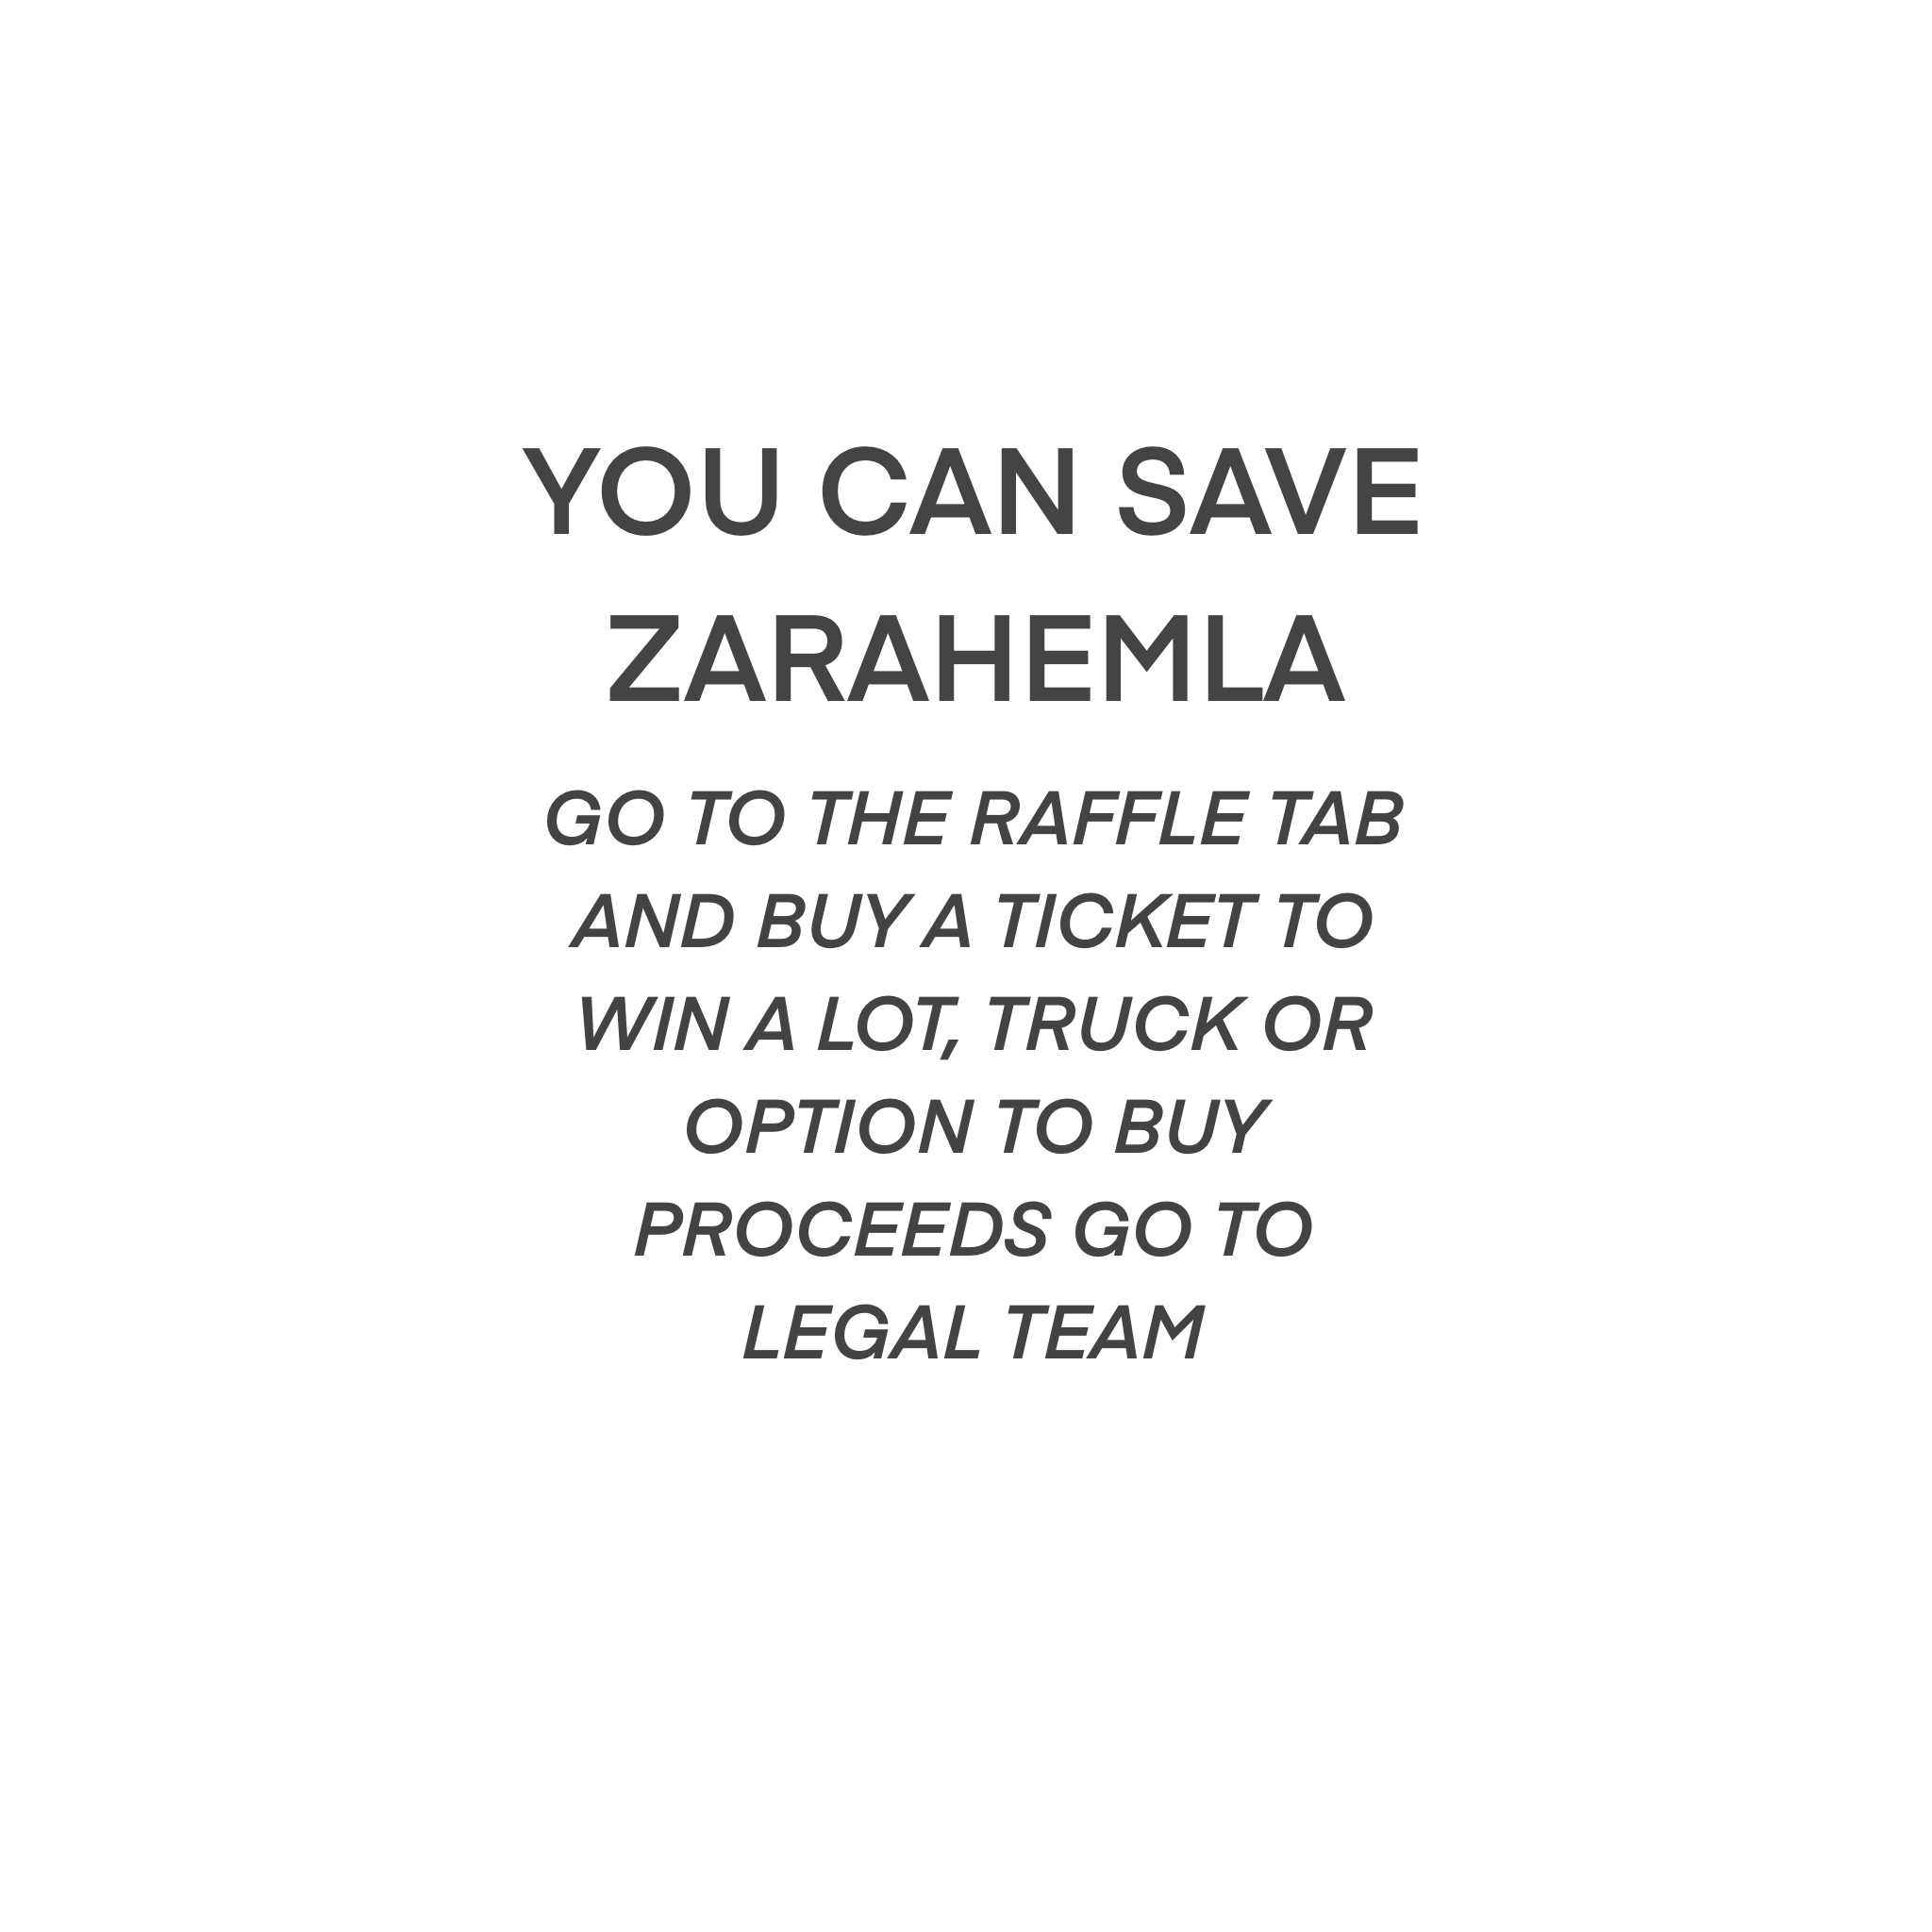 YOU CAN SAVE
ZARAHEMLA
GO TO THE RAFFLE TAB
AND BUY A TICKET TO
WIN A LOT, TRUCK OR
OPTION TO BUY
PROCEEDS GO TO
LEGAL TEAM